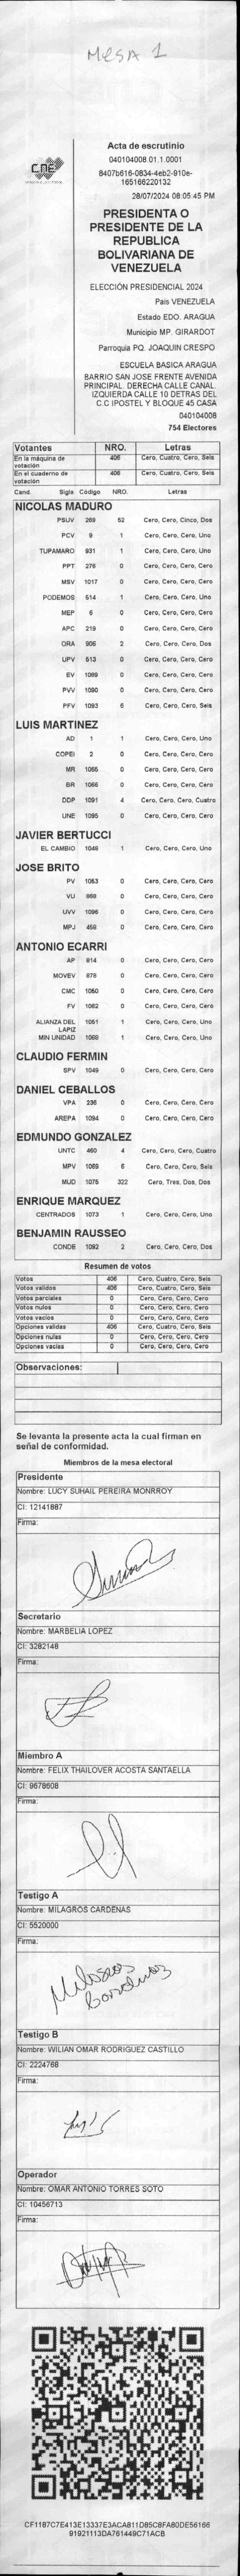 MESA 1
CNE
Acta de escrutinio
040104008.01.1.0001
8407b616-0834-4eb2-910e-
165166220132
28/07/2024 08:05:45 PM
PRESIDENTA O
PRESIDENTE DE LA
REPUBLICA
BOLIVARIANA DE
VENEZUELA
ELECCIÓN PRESIDENCIAL 2024
Pais VENEZUELA
Estado EDO. ARAGUA
Municipio MP. GIRARDOT
Parroquia PQ. JOAQUIN CRESPO
ESCUELA BASICA ARAGUA
BARRIO SAN JOSE FRENTE AVENIDA
PRINCIPAL. DERECHA CALLE CANAL.
IZQUIERDA CALLE 10 DETRAS DEL
C.C IPOSTEL Y BLOQUE 45 CASA
040104008
754 Electores
Votantes NRO. Letras
En la máquina de votación 406 Cero, Cuatro, Cero, Seis
En el cuaderno de votación 406 Cero, Cuatro, Cero, Seis
Cand. Sigla Código NRO. Letras
NICOLAS MADURO
PSUV 269 52 Cero, Cero, Cinco, Dos
PCV 9 1 Cero, Cero, Cero, Uno
TUPAMARO 931 1 Cero, Cero, Cero, Uno
PPT 276 0 Cero, Cero, Cero, Cero
MSV 1017 0 Cero, Cero, Cero, Cero
PODEMOS 514 1 Cero, Cero, Cero, Uno
MEP 6 0 Cero, Cero, Cero, Cero
APC 219 0 Cero, Cero, Cero, Cero
ORA 906 2 Cero, Cero, Cero, Dos
UPV 513 0 Cero, Cero, Cero, Cero
EV 1089 0 Cero, Cero, Cero, Cero
PVV 1090 0 Cero, Cero, Cero, Cero
PFV 1093 6 Cero, Cero, Cero, Seis
LUIS MARTINEZ
AD 1 1 Cero, Cero, Cero, Uno
COPEI 2 0 Cero, Cero, Cero, Cero
MR 1065 0 Cero, Cero, Cero, Cero
BR 1066 0 Cero, Cero, Cero, Cero
DDP 1091 4 Cero, Cero, Cero, Cuatro
UNE 1095 0 Cero, Cero, Cero, Cero
JAVIER BERTUCCI
EL CAMBIO 1048 1 Cero, Cero, Cero, Uno
JOSE BRITO
PV 1053 0 Cero, Cero, Cero, Cero
VU 868 0 Cero, Cero, Cero, Cero
UVV 1096 0 Cero, Cero, Cero, Cero
MPJ 458 0 Cero, Cero, Cero, Cero
ANTONIO ECARRI
AP 814 0 Cero, Cero, Cero, Cero
MOVEV 878 0 Cero, Cero, Cero, Cero
CMC 1050 0 Cero, Cero, Cero, Cero
FV 1062 0 Cero, Cero, Cero, Cero
ALIANZA DEL LAPIZ 1051 1 Cero, Cero, Cero, Uno
MIN UNIDAD 1068 1 Cero, Cero, Cero, Uno
CLAUDIO FERMIN
SPV 1049 0 Cero, Cero, Cero, Cero
DANIEL CEBALLOS
VPA 236 0 Cero, Cero, Cero, Cero
AREPA 1094 0 Cero, Cero, Cero, Cero
EDMUNDO GONZALEZ
UNTC 460 4 Cero, Cero, Cero, Cuatro
MPV 1069 6 Cero, Cero, Cero, Seis
MUD 1075 322 Cero, Tres, Dos, Dos
ENRIQUE MARQUEZ
CENTRADOS 1073 1 Cero, Cero, Cero, Uno
BENJAMIN RAUSSEO
CONDE 1082 2 Cero, Cero, Cero, Dos
Resumen de votos
Votos 406 Cero, Cuatro, Cero, Seis
Votos validos 406 Cero, Cuatro, Cero, Seis
Votos parciales 0 Cero, Cero, Cero, Cero
Votos nulos 0 Cero, Cero, Cero, Cero
Votos vacios 0 Cero, Cero, Cero, Cero
Opciones validas 406 Cero, Cuatro, Cero, Seis
Opciones nulas 0 Cero, Cero, Cero, Cero
Opciones vacias 0 Cero, Cero, Cero, Cero
Observaciones:
Se levanta la presente acta la cual firman en
señal de conformidad.
Miembros de la mesa electoral
Presidente
Nombre: LUCY SUHAIL PEREIRA MONRROY
CI: 12141887
Firma:
Secretario
Nombre: MARBELIA LOPEZ
CI: 3282148
Firma:
Miembro A
Nombre: FELIX THAILOVER ACOSTA SANTAELLA
CI: 9678608
Firma:
Testigo A
Nombre: MILAGROS CARDENAS
CI: 5520000
Firma:
Milagros
Testigo B
Nombre: WILIAN OMAR RODRIGUEZ CASTILLO
CI: 2224768
Firma:
Operador
Nombre: OMAR ANTONIO TORRES SOTO
CI: 10456713
Firma:
CF1187C7E413E13337E3ACA811D85C8FA80DE56166
91921113DA761449C71ACB